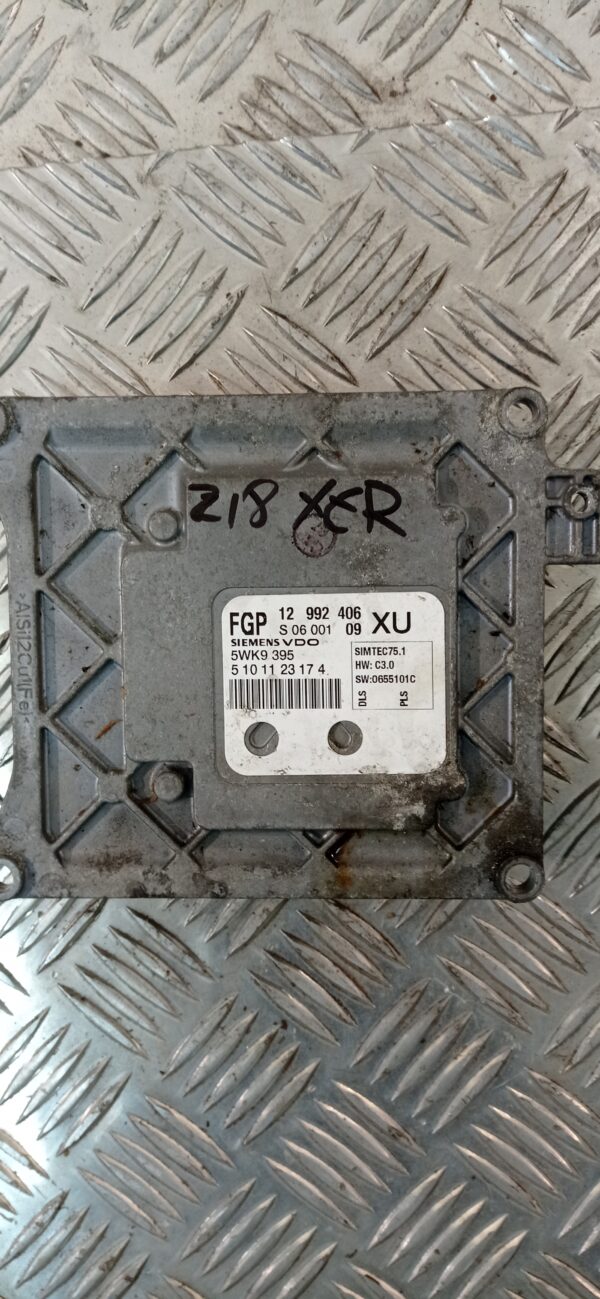 Z18 XER
FGP 12 992 406 XU
S 06 001 09
SIEMENS VDO
5WK9 395
5 10 11 23 17 4
SIMTEC75.1
HW: C3.0
SW:0655101C
DLS PLS
>AlSi12Cu1(Fe)<